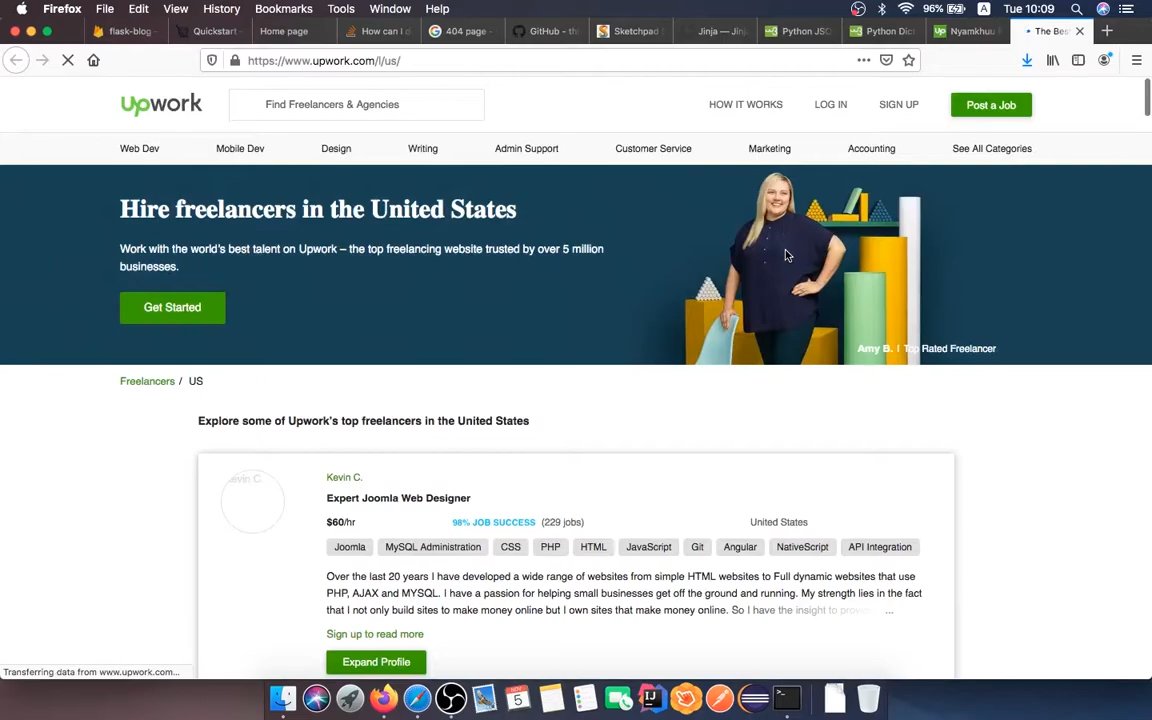 Firefox File Edit View History Bookmarks Tools Window Help 96% A Tue 10:09
flask-blog Quickstart Home page How can I d 404 page - GitHub - th Sketchpad Jinja — Jinj Python JSO Python Dict Up Nyamkhuu The Bes
https://www.upwork.com/l/us/
upwork Find Freelancers & Agencies HOW IT WORKS LOG IN SIGN UP Post a Job
Web Dev Mobile Dev Design Writing Admin Support Customer Service Marketing Accounting See All Categories
Hire freelancers in the United States
Work with the world's best talent on Upwork – the top freelancing website trusted by over 5 million
businesses.
Get Started
Amy B. | Top Rated Freelancer
Freelancers / US
Explore some of Upwork's top freelancers in the United States
Kevin C.
Kevin C.
Expert Joomla Web Designer
$60/hr 98% JOB SUCCESS (229 jobs) United States
Joomla MySQL Administration CSS PHP HTML JavaScript Git Angular NativeScript API Integration
Over the last 20 years I have developed a wide range of websites from simple HTML websites to Full dynamic websites that use
PHP, AJAX and MYSQL. I have a passion for helping small businesses get off the ground and running. My strength lies in the fact
that I not only build sites to make money online but I own sites that make money online. So I have the insight to provi ...
Sign up to read more
Expand Profile
Transferring data from www.upwork.com...
NOV
5